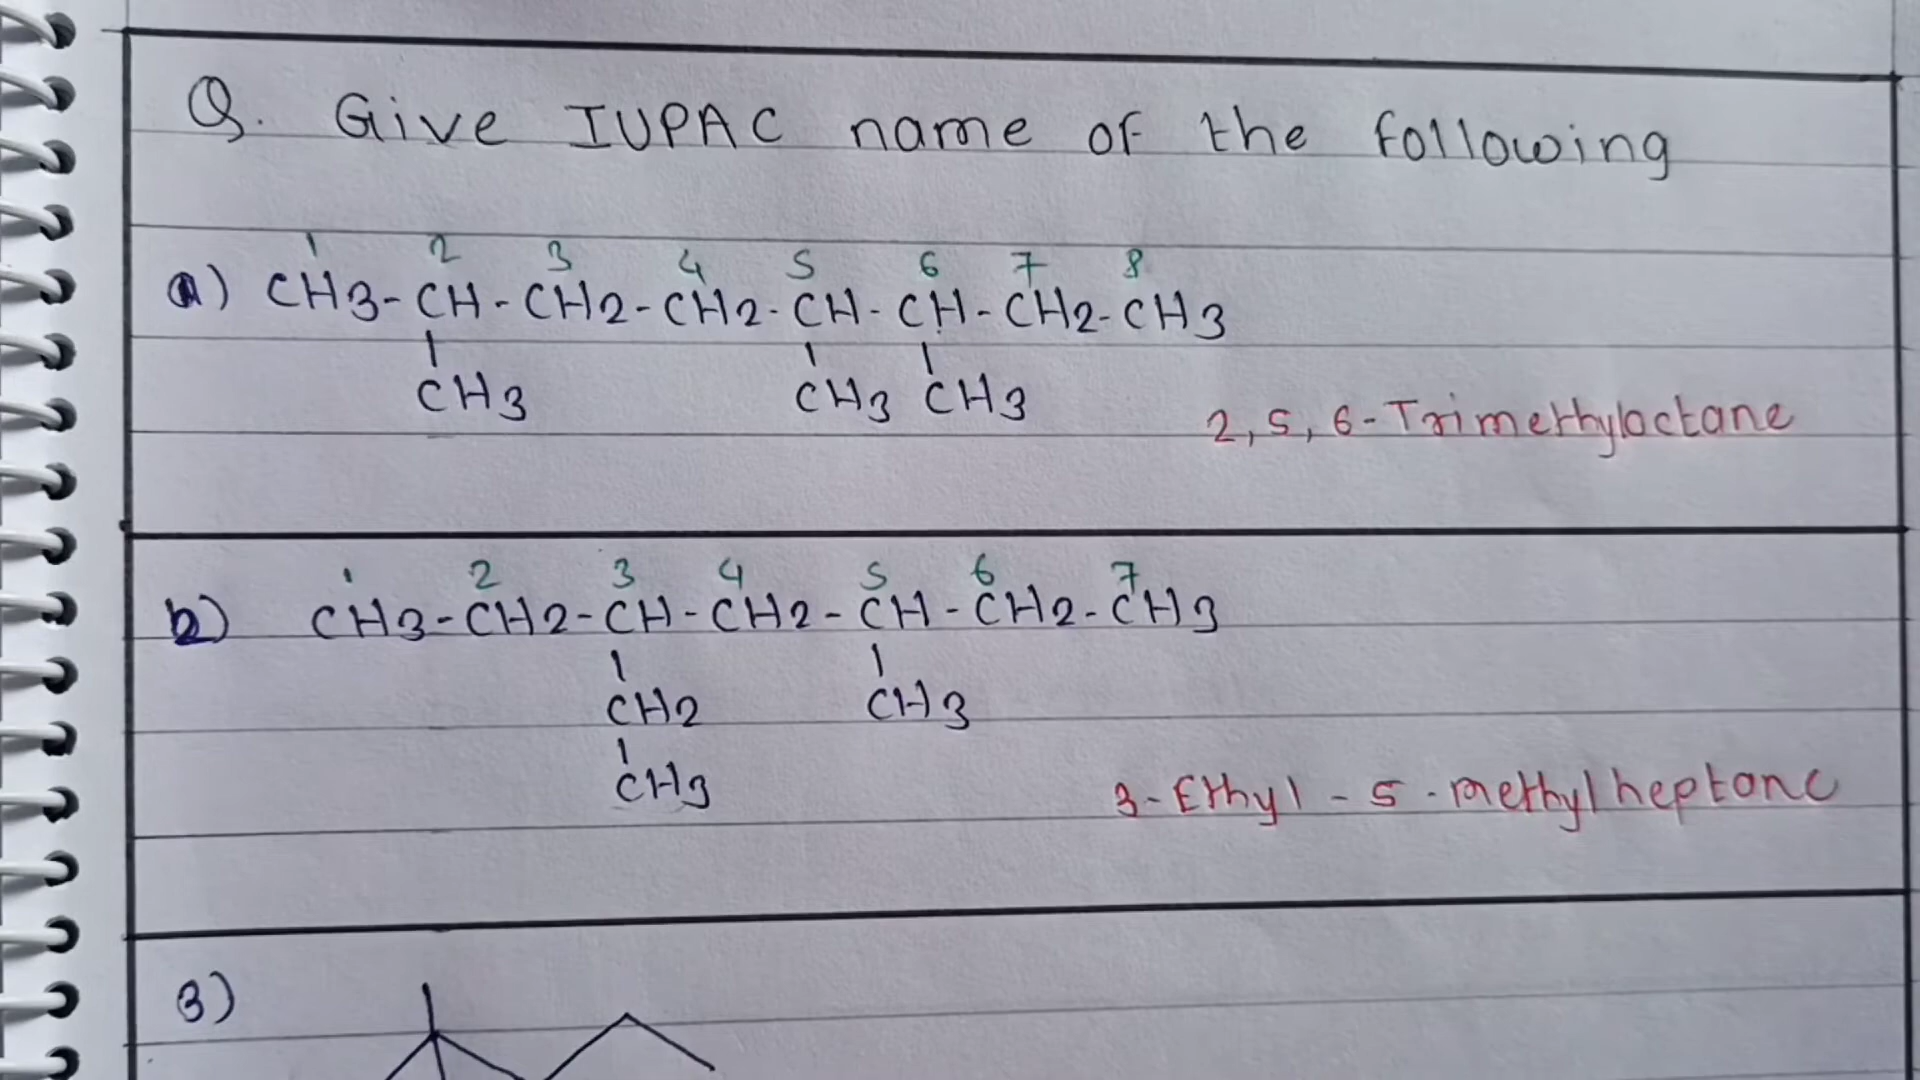 Q. Give IUPAC name of the following
1 2 3 4 5 6 7 8
a) CH3-CH-CH2-CH2-CH-CH-CH2-CH3
CH3 CH3 CH3
2,5,6-Trimethyloctane
1 2 3 4 5 6 7
b) CH3-CH2-CH-CH2-CH-CH2-CH3
CH2 CH3
CH3
3-Ethyl-5-methylheptane
3)